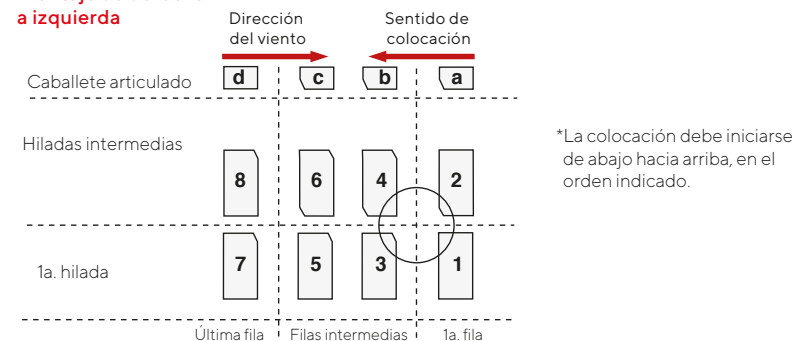 a izquierda
Dirección
del viento
Sentido de
colocación
Caballete articulado
d c b a
Hiladas intermedias
8 6 4 2
*La colocación debe iniciarse
de abajo hacia arriba, en el
orden indicado.
1a. hilada
7 5 3 1
Última fila Filas intermedias 1a. fila